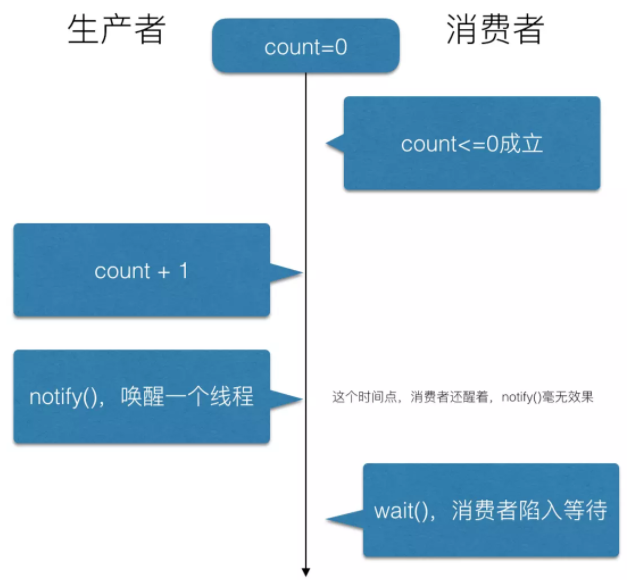 生产者
count=0
消费者
count<=0成立
count + 1
notify()，唤醒一个线程
这个时间点，消费者还醒着，notify()毫无效果
wait()，消费者陷入等待